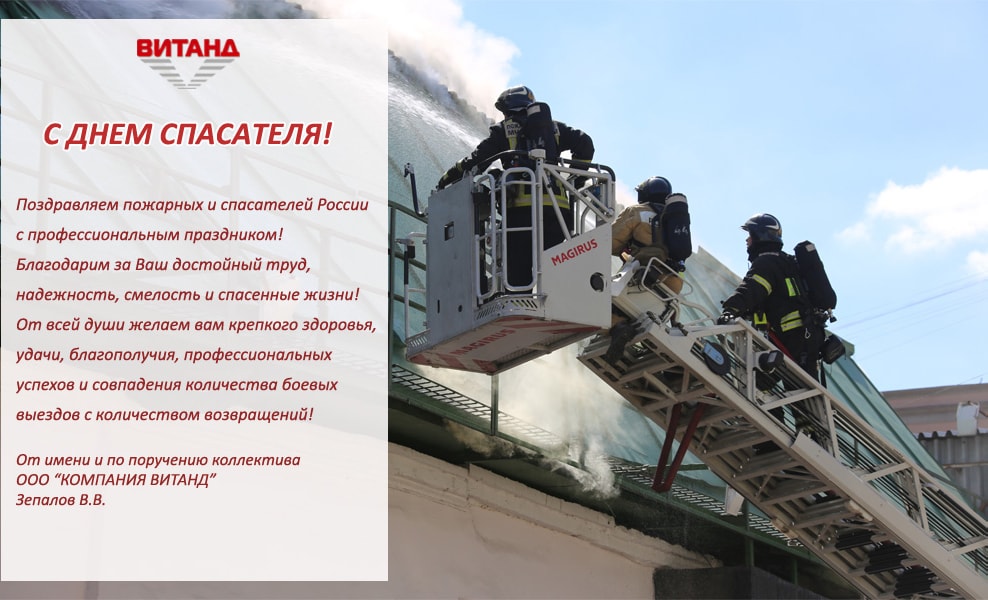 ВИТАНД
С ДНЕМ СПАСАТЕЛЯ!
Поздравляем пожарных и спасателей России
с профессиональным праздником!
Благодарим за Ваш достойный труд,
надежность, смелость и спасенные жизни!
От всей души желаем вам крепкого здоровья,
удачи, благополучия, профессиональных
успехов и совпадения количества боевых
выездов с количеством возвращений!
От имени и по поручению коллектива
ООО “КОМПАНИЯ ВИТАНД”
Зепалов В.В.
MAGIRUS
MAGIRUS